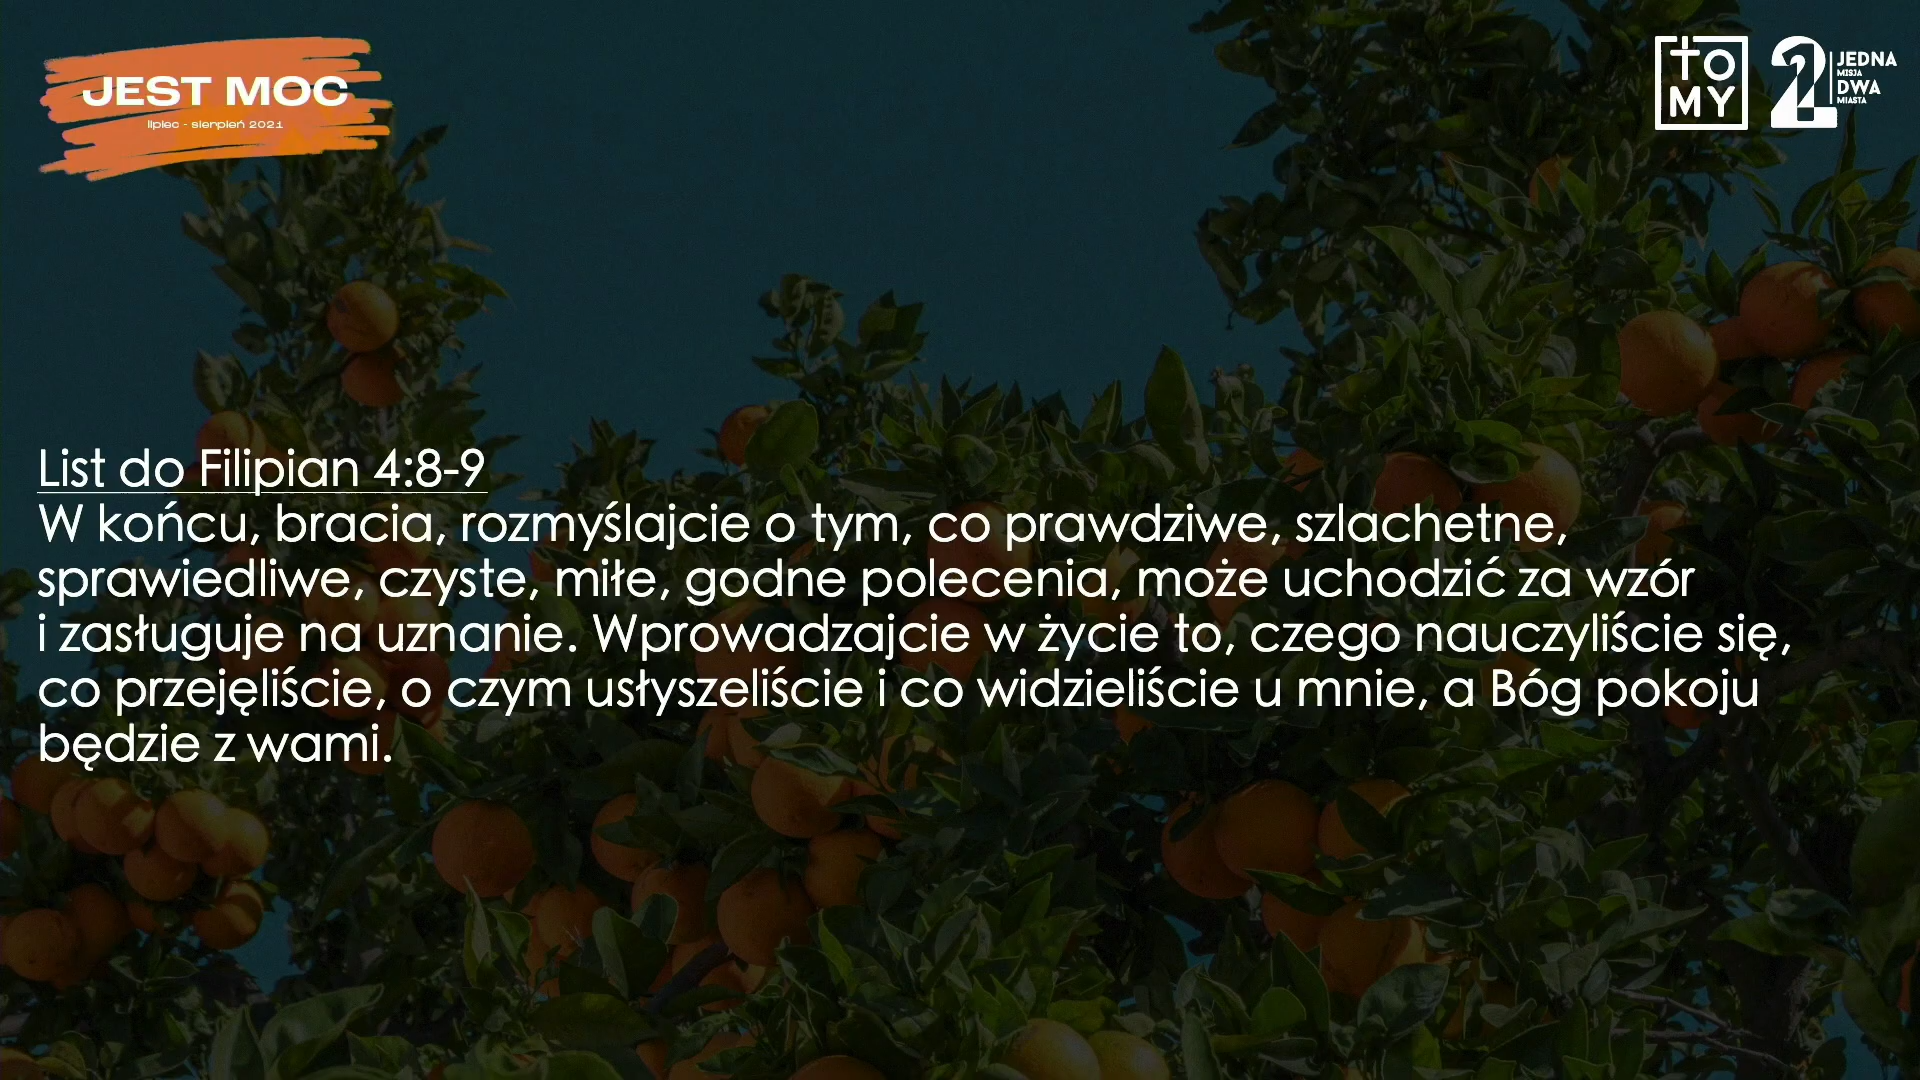 JEST MOC
lipiec - sierpień 2021
TO
MY
2
JEDNA
MISJA
DWA
MIASTA
List do Filipian 4:8-9
W końcu, bracia, rozmyślajcie o tym, co prawdziwe, szlachetne,
sprawiedliwe, czyste, miłe, godne polecenia, może uchodzić za wzór
i zasługuje na uznanie. Wprowadzajcie w życie to, czego nauczyliście się,
co przejęliście, o czym usłyszeliście i co widzieliście u mnie, a Bóg pokoju
będzie z wami.